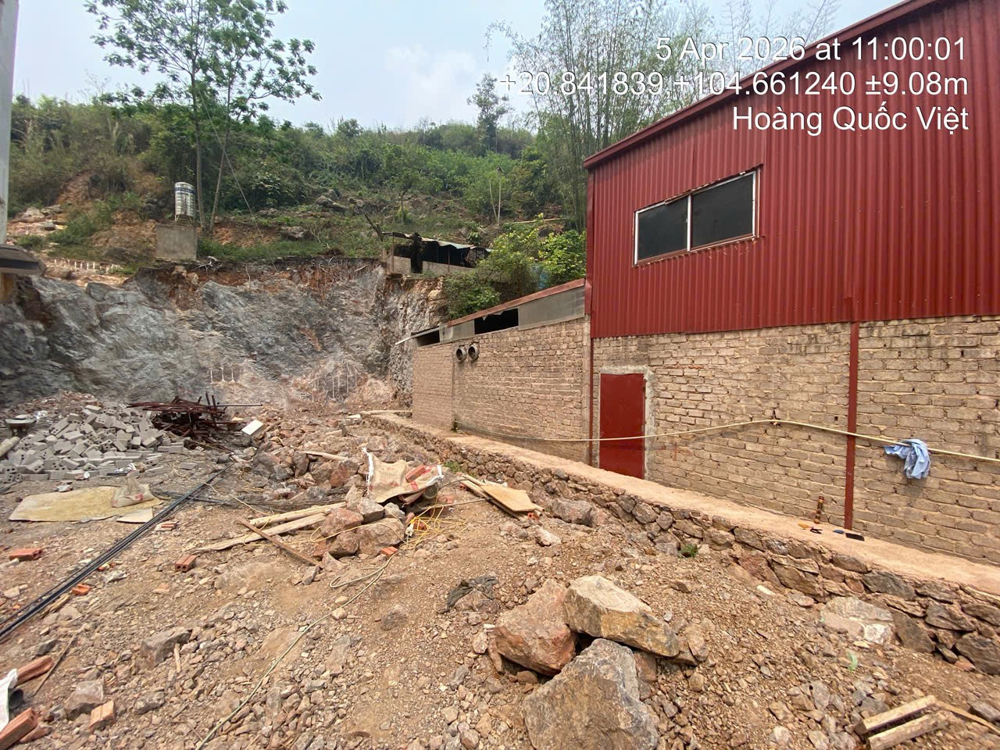 5 Apr 2026 at 11:00:01
+20.841839,+104.661240 ±9.08m
Hoàng Quốc Việt